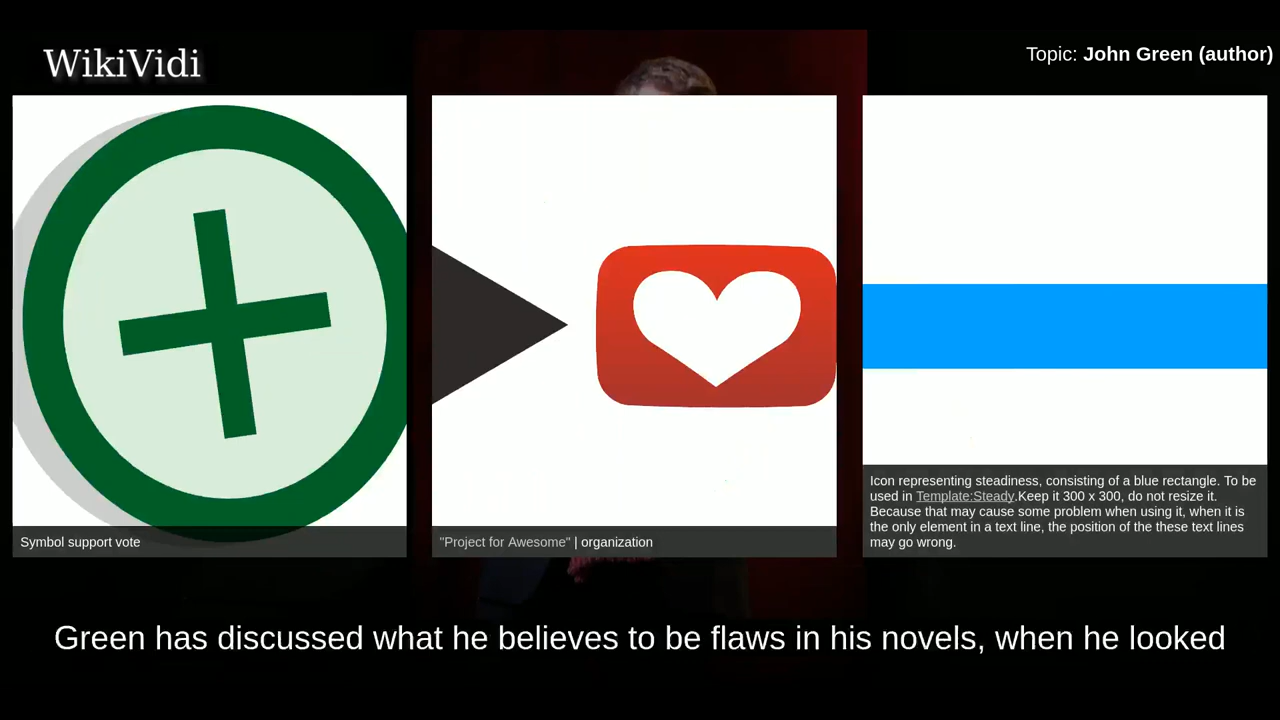 WikiVidi
Topic: John Green (author)
Symbol support vote
"Project for Awesome" | organization
Icon representing steadiness, consisting of a blue rectangle. To be
used in Template:Steady.Keep it 300 x 300, do not resize it.
Because that may cause some problem when using it, when it is
the only element in a text line, the position of the these text lines
may go wrong.
Green has discussed what he believes to be flaws in his novels, when he looked